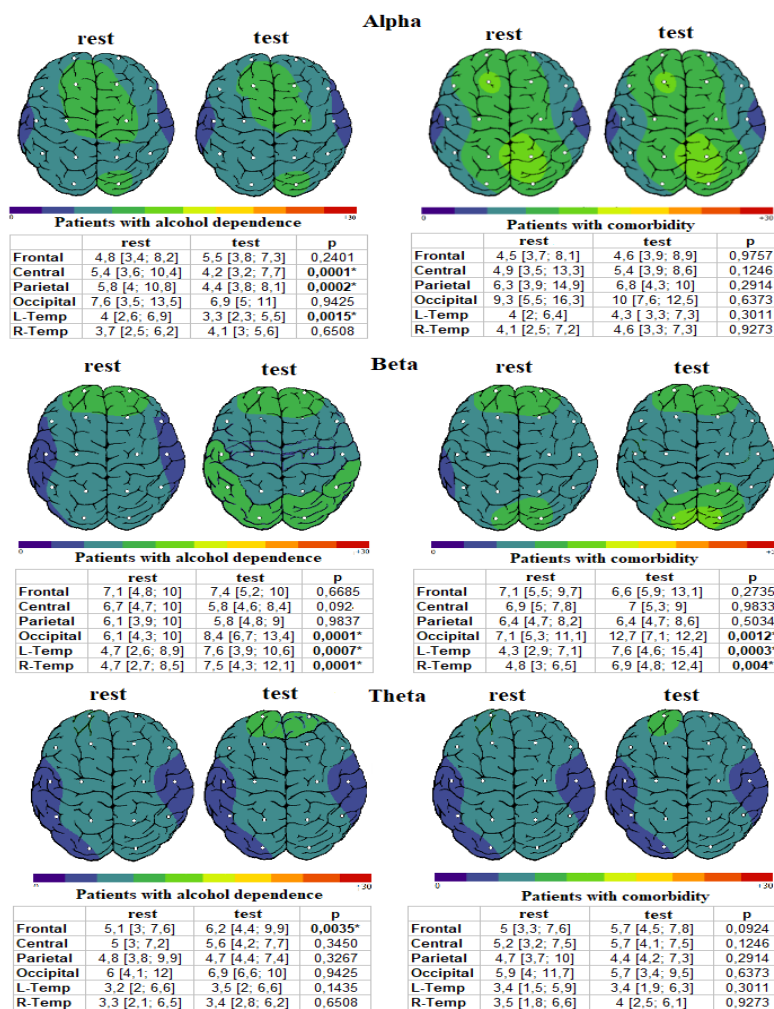 Alpha
rest test rest test
0 +30 0 +30
Patients with alcohol dependence
rest test p
Frontal 4,8 [3,4; 8,2] 5,5 [3,8; 7,3] 0,2401
Central 5,4 [3,6; 10,4] 4,2 [3,2; 7,7] 0,0001*
Parietal 5,8 [4; 10,8] 4,4 [3,8; 8,1] 0,0002*
Occipital 7,6 [3,5; 13,5] 6,9 [5; 11] 0,9425
L-Temp 4 [2,6; 6,9] 3,3 [2,3; 5,5] 0,0015*
R-Temp 3,7 [2,5; 6,2] 4,1 [3; 5,6] 0,6508
Patients with comorbidity
rest test p
Frontal 4,5 [3,7; 8,1] 4,6 [3,9; 8,9] 0,9757
Central 4,9 [3,5; 13,3] 5,4 [3,9; 8,6] 0,1246
Parietal 6,3 [3,9; 14,9] 6,8 [4,3; 10] 0,2914
Occipital 9,3 [5,5; 16,3] 10 [7,6; 12,5] 0,6373
L-Temp 4 [2; 6,4] 4,3 [ 3,3; 7,3] 0,3011
R-Temp 4,1 [2,5; 7,2] 4,6 [3,3; 7,3] 0,9273
Beta
rest test rest test
0 +30 0
Patients with alcohol dependence
rest test p
Frontal 7,1 [4,8; 10] 7,4 [5,2; 10] 0,6685
Central 6,7 [4,7; 10] 5,8 [4,6; 8,4] 0,092
Parietal 6,1 [3,9; 10] 5,8 [4,8; 9] 0,9837
Occipital 6,1 [4,3; 10] 8,4 [6,7; 13,4] 0,0001*
L-Temp 4,7 [2,6; 8,9] 7,6 [3,9; 10,6] 0,0007*
R-Temp 4,7 [2,7; 8,5] 7,5 [4,3; 12,1] 0,0001*
Patients with comorbidity
rest test p
Frontal 7,1 [5,5; 9,7] 6,6 [5,9; 13,1] 0,2735
Central 6,9 [5; 7,8] 7 [5,3; 9] 0,9833
Parietal 6,4 [4,7; 8,2] 6,4 [4,7; 8,6] 0,5034
Occipital 7,1 [5,3; 11,1] 12,7 [7,1; 12,2] 0,0012*
L-Temp 4,3 [2,9; 7,1] 7,6 [4,6; 15,4] 0,0003*
R-Temp 4,8 [3; 6,5] 6,9 [4,8; 12,4] 0,004*
Theta
rest test rest test
+30 0 +30
Patients with alcohol dependence
rest test p
Frontal 5,1 [3; 7,6] 6,2 [4,4; 9,9] 0,0035*
Central 5 [3; 7,2] 5,6 [4,2; 7,7] 0,3450
Parietal 4,8 [3,8; 9,9] 4,7 [4,4; 7,4] 0,3267
Occipital 6 [4,1; 12] 6,9 [6,6; 10] 0,9425
L-Temp 3,2 [2; 6,6] 3,5 [2; 6,6] 0,1435
R-Temp 3,3 [2,1; 6,5] 3,4 [2,8; 6,2] 0,6508
Patients with comorbidity
rest test p
Frontal 5 [3,3; 7,6] 5,7 [4,5; 7,8] 0,0924
Central 5,2 [3,2; 7,5] 5,7 [4,1; 7,5] 0,1246
Parietal 4,7 [3,7; 10] 4,4 [4,2; 7,3] 0,2914
Occipital 5,9 [4; 11,7] 5,7 [3,4; 9,5] 0,6373
L-Temp 3,4 [1,5; 5,9] 3,4 [1,9; 6,3] 0,3011
R-Temp 3,5 [1,8; 6,6] 4 [2,5; 6,1] 0,9273